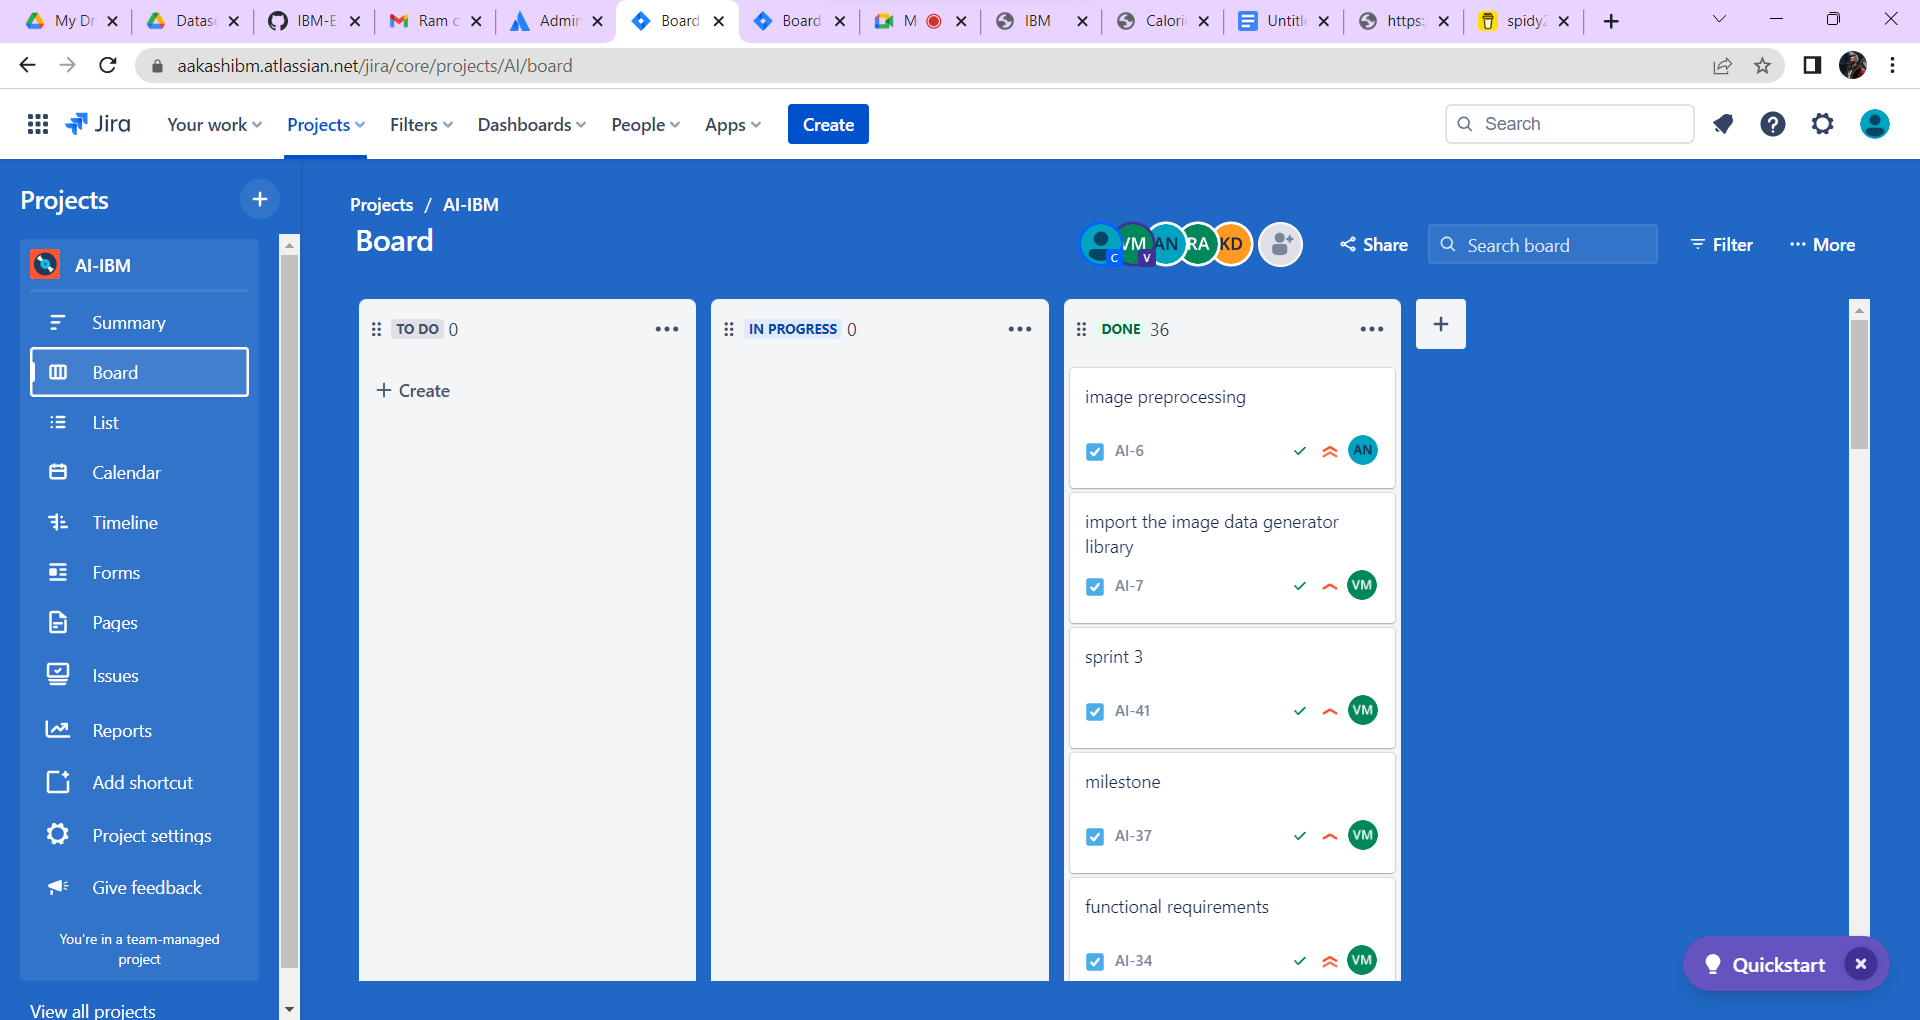 My Dr
Datase
IBM-E
Ram c
Admin
Board
Board
M
IBM
Calori
Untitle
https:
spidy2
aakashibm.atlassian.net/jira/core/projects/AI/board
Jira
Your work
Projects
Filters
Dashboards
People
Apps
Create
Search
Projects
Projects / AI-IBM
Board
C
VM
V
AN
RA
KD
Share
Search board
Filter
More
AI-IBM
Summary
Board
List
Calendar
Timeline
Forms
Pages
Issues
Reports
Add shortcut
Project settings
Give feedback
You're in a team-managed
project
View all projects
TO DO 0
Create
IN PROGRESS 0
DONE 36
image preprocessing
AI-6
AN
import the image data generator
library
AI-7
VM
sprint 3
AI-41
VM
milestone
AI-37
VM
functional requirements
AI-34
VM
Quickstart